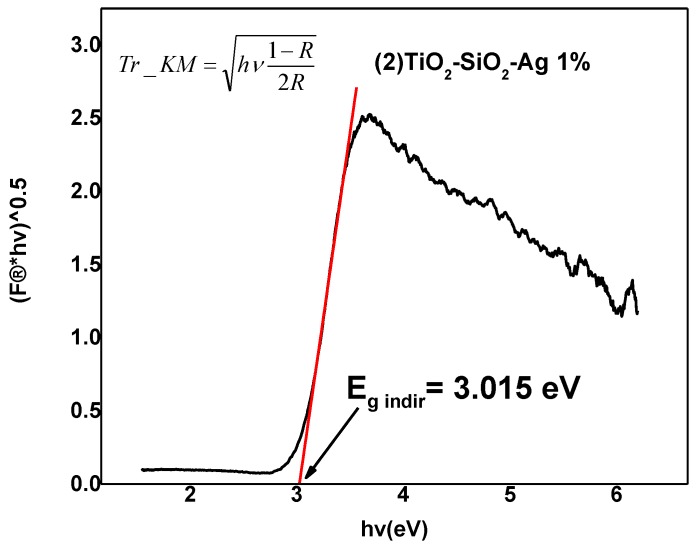 3.0
2.5
2.0
1.5
1.0
0.5
0.0
(F®*hv)^0.5
Tr_KM = √(hν (1−R)/(2R))
(2)TiO₂-SiO₂-Ag 1%
E_g indir = 3.015 eV
2 3 4 5 6
hv(eV)